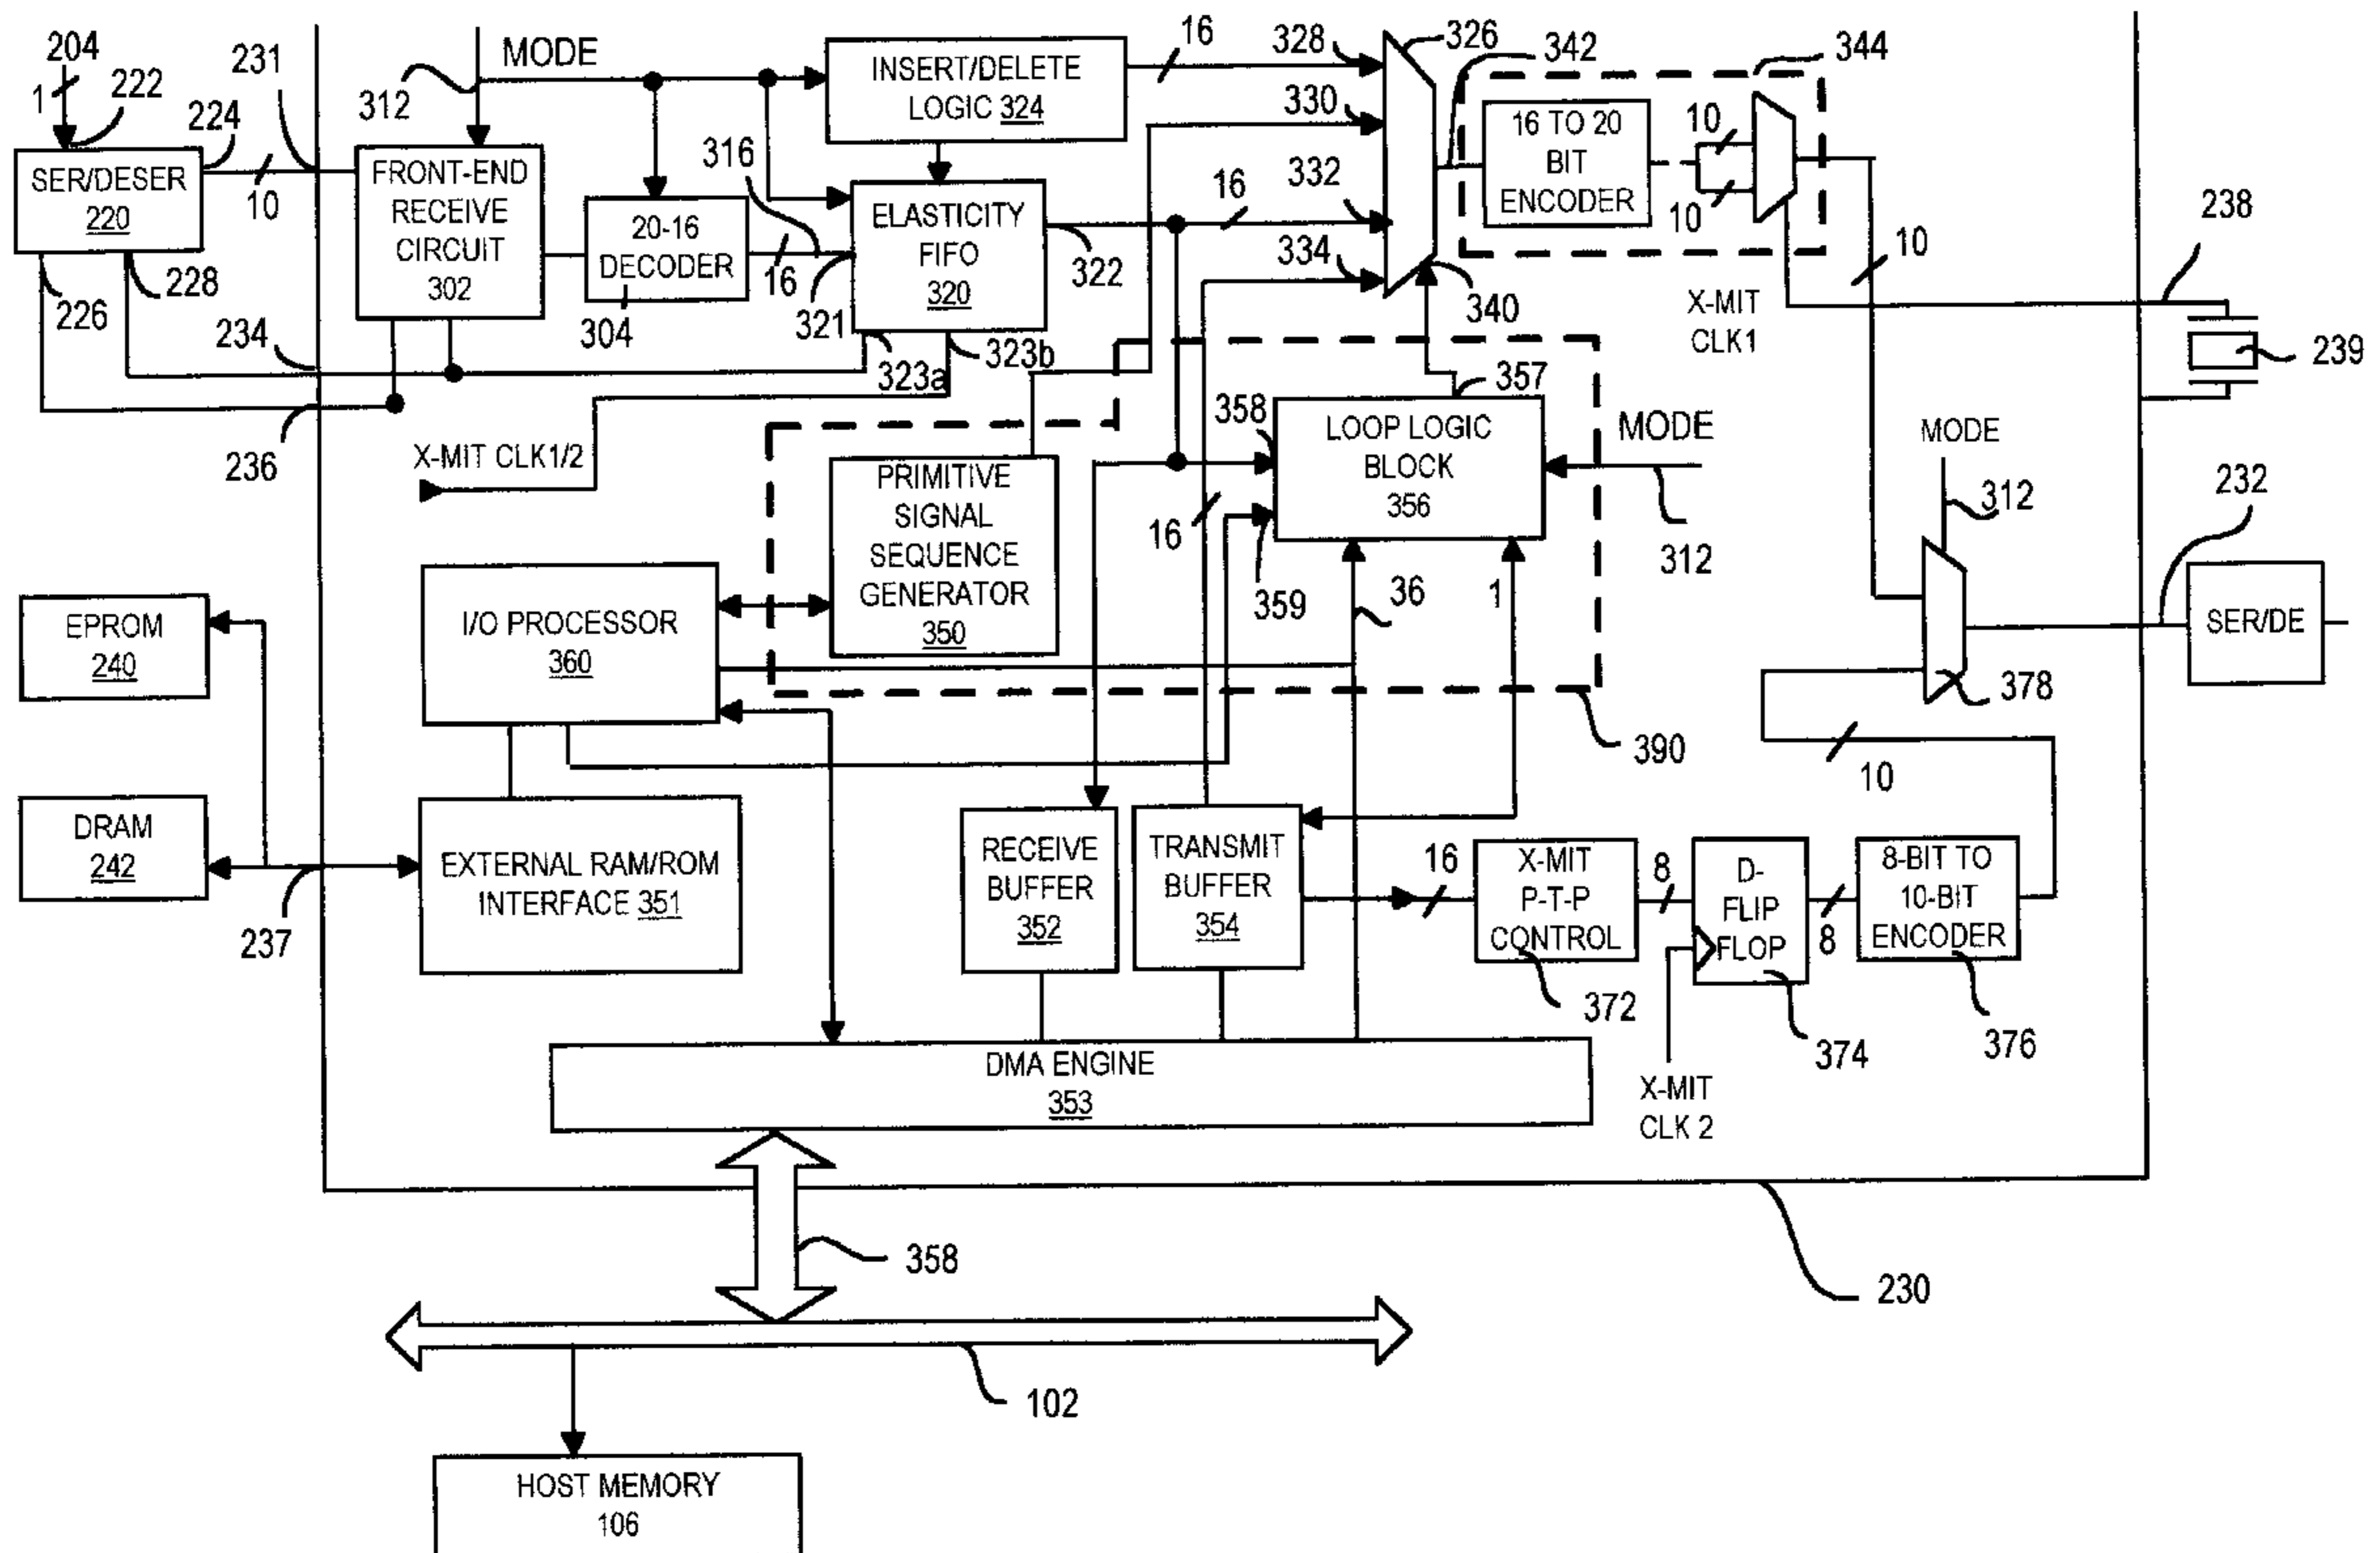 204
1
222
224
231
SER/DESER
220
10
226
228
234
236
312
MODE
FRONT-END
RECEIVE
CIRCUIT
302
20-16
DECODER
304
316
16
321
INSERT/DELETE
LOGIC 324
16
ELASTICITY
FIFO
320
322
323a
323b
X-MIT CLK1/2
328
330
332
334
16
326
342
340
344
16 TO 20
BIT
ENCODER
10
10
10
X-MIT
CLK1
238
239
357
358
LOOP LOGIC
BLOCK
356
359
MODE
312
PRIMITIVE
SIGNAL
SEQUENCE
GENERATOR
350
16
36
1
390
MODE
312
232
SER/DE
378
10
I/O PROCESSOR
360
EPROM
240
DRAM
242
237
EXTERNAL RAM/ROM
INTERFACE 351
RECEIVE
BUFFER
352
TRANSMIT
BUFFER
354
16
X-MIT
P-T-P
CONTROL
372
8
D-
FLIP
FLOP
374
8
8-BIT TO
10-BIT
ENCODER
376
X-MIT
CLK 2
DMA ENGINE
353
358
230
102
HOST MEMORY
106